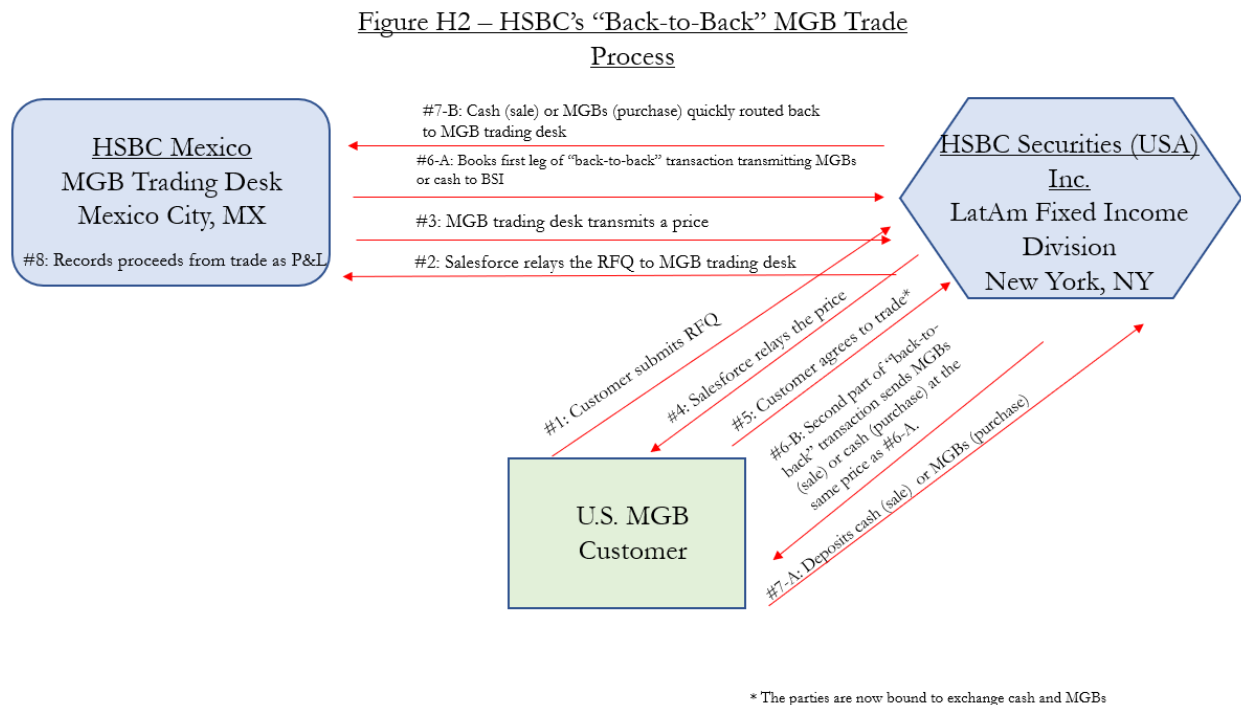 Figure H2 – HSBC's “Back-to-Back” MGB Trade
Process
#7-B: Cash (sale) or MGBs (purchase) quickly routed back
to MGB trading desk
#6-A: Books first leg of “back-to-back” transaction transmitting MGBs
or cash to BSI
#3: MGB trading desk transmits a price
#2: Salesforce relays the RFQ to MGB trading desk
HSBC Mexico
MGB Trading Desk
Mexico City, MX
#8: Records proceeds from trade as P&L
HSBC Securities (USA)
Inc.
LatAm Fixed Income
Division
New York, NY
#1: Customer submits RFQ
#4: Salesforce relays the price
#5: Customer agrees to trade*
#6-B: Second part of “back-to-
back” transaction sends MGBs
(sale) or cash (purchase) at the
same price as #6-A.
#7-A: Deposits cash (sale) or MGBs (purchase)
U.S. MGB
Customer
* The parties are now bound to exchange cash and MGBs